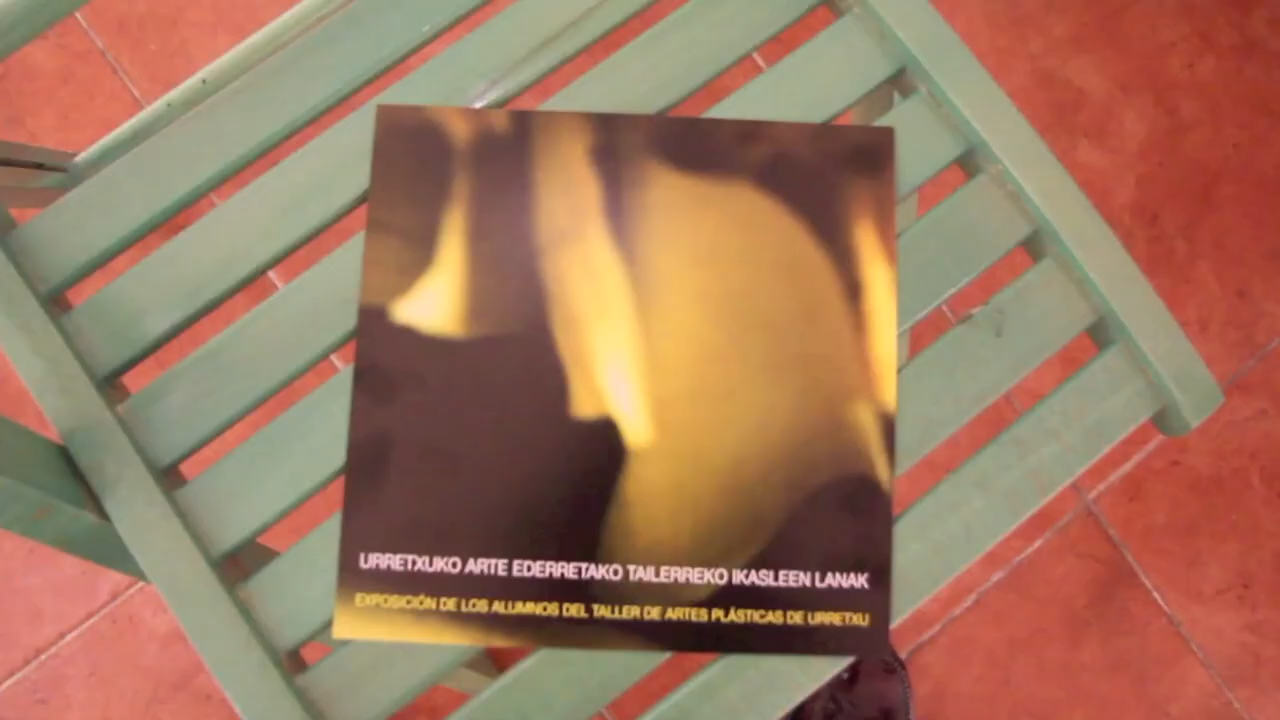 URRETXUKO ARTE EDERRETAKO TAILERREKO IKASLEEN LANAK
EXPOSICIÓN DE LOS ALUMNOS DEL TALLER DE ARTES PLÁSTICAS DE URRETXU